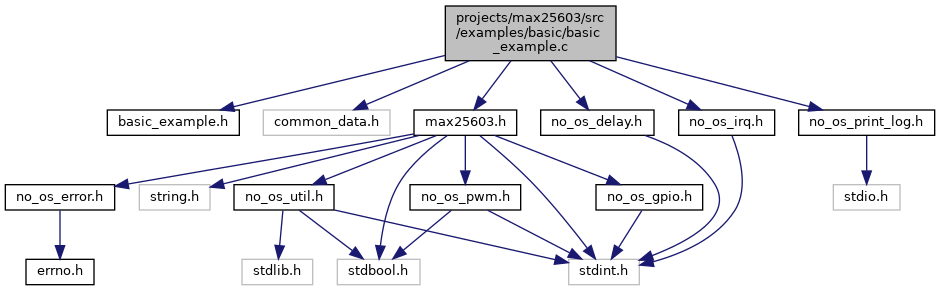 projects/max25603/src
/examples/basic/basic
_example.c
basic_example.h
common_data.h
max25603.h
no_os_delay.h
no_os_irq.h
no_os_print_log.h
no_os_error.h
string.h
no_os_util.h
no_os_pwm.h
no_os_gpio.h
stdio.h
errno.h
stdlib.h
stdbool.h
stdint.h